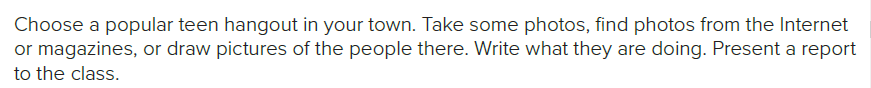 Choose a popular teen hangout in your town. Take some photos, find photos from the Internet
or magazines, or draw pictures of the people there. Write what they are doing. Present a report
to the class.